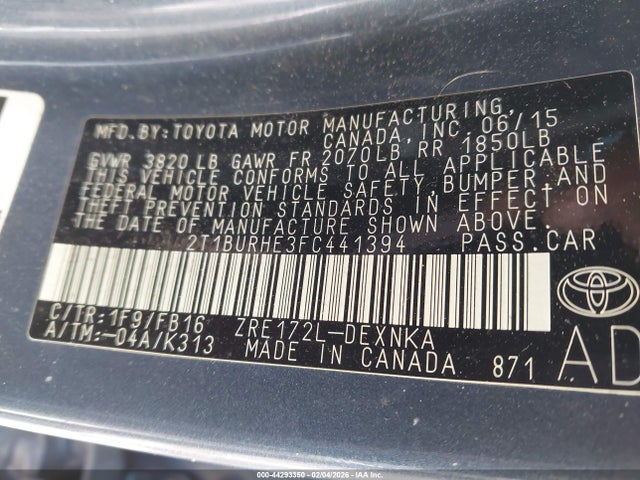 MFD.BY:TOYOTA MOTOR MANUFACTURING,
CANADA, INC. 06/15
GVWR 3820 LB GAWR FR 2070LB RR 1850LB
THIS VEHICLE CONFORMS TO ALL APPLICABLE
FEDERAL MOTOR VEHICLE SAFETY, BUMPER AND
THEFT PREVENTION STANDARDS IN EFFECT ON
THE DATE OF MANUFACTURE SHOWN ABOVE.
2T1BURHE3FC441394 PASS.CAR
C/TR:1F9/FB16 ZRE172L-DEXNKA
A/TM:-04A/K313 MADE IN CANADA 871
AD
000-44293350 - 02/04/2026 - IAA Inc.